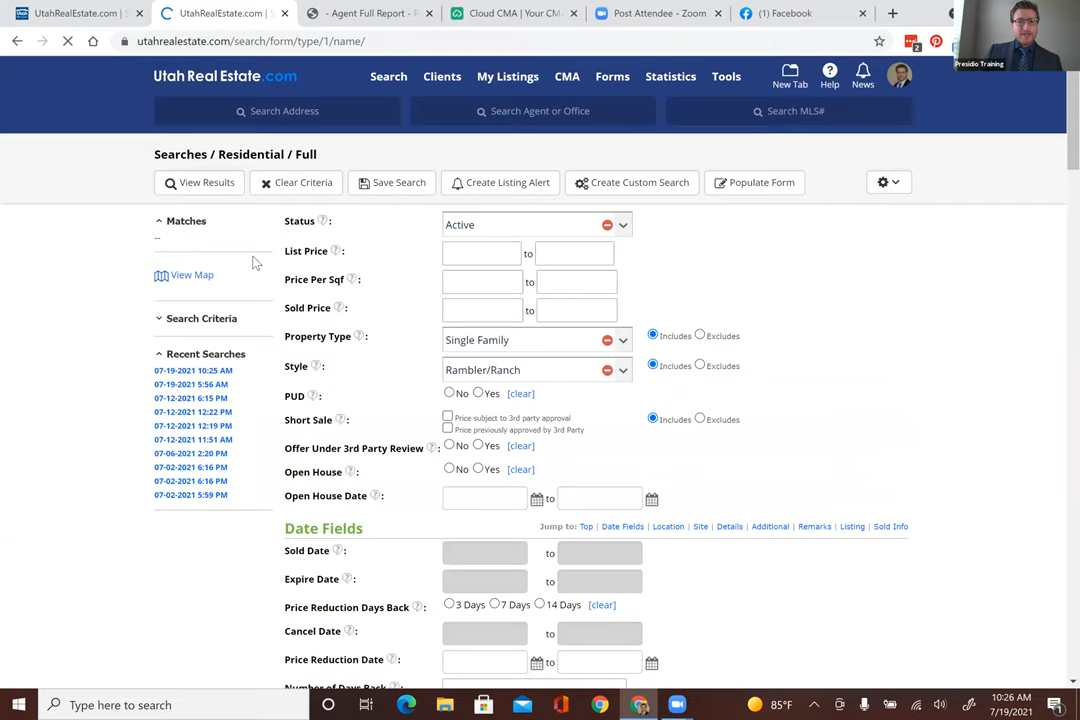 UtahRealEstate.com |
UtahRealEstate.com | S
- Agent Full Report - R
Cloud CMA | Your CM
Post Attendee - Zoom
(1) Facebook
utahrealestate.com/search/form/type/1/name/
2
Presidio Training
Utah Real Estate.com
Search
Clients
My Listings
CMA
Forms
Statistics
Tools
New Tab
Help
News
Search Address
Search Agent or Office
Search MLS#
Searches / Residential / Full
View Results
Clear Criteria
Save Search
Create Listing Alert
Create Custom Search
Populate Form
Matches
--
View Map
Search Criteria
Recent Searches
07-19-2021 10:25 AM
07-19-2021 5:56 AM
07-12-2021 6:15 PM
07-12-2021 12:22 PM
07-12-2021 12:19 PM
07-12-2021 11:51 AM
07-06-2021 2:20 PM
07-02-2021 6:16 PM
07-02-2021 6:16 PM
07-02-2021 5:59 PM
Status ? : Active
List Price ? : to
Price Per Sqf ? : to
Sold Price ? : to
Property Type ? : Single Family Includes Excludes
Style ? : Rambler/Ranch Includes Excludes
PUD ? : No Yes [clear]
Short Sale ? : Price subject to 3rd party approval Includes Excludes
Price previously approved by 3rd Party
Offer Under 3rd Party Review ? : No Yes [clear]
Open House ? : No Yes [clear]
Open House Date ? : to
Date Fields Jump to: Top | Date Fields | Location | Site | Details | Additional | Remarks | Listing | Sold Info
Sold Date ? : to
Expire Date ? : to
Price Reduction Days Back ? : 3 Days 7 Days 14 Days [clear]
Cancel Date ? : to
Price Reduction Date ? : to
Number of Days Back ? :
Type here to search
85°F
10:26 AM
7/19/2021
1